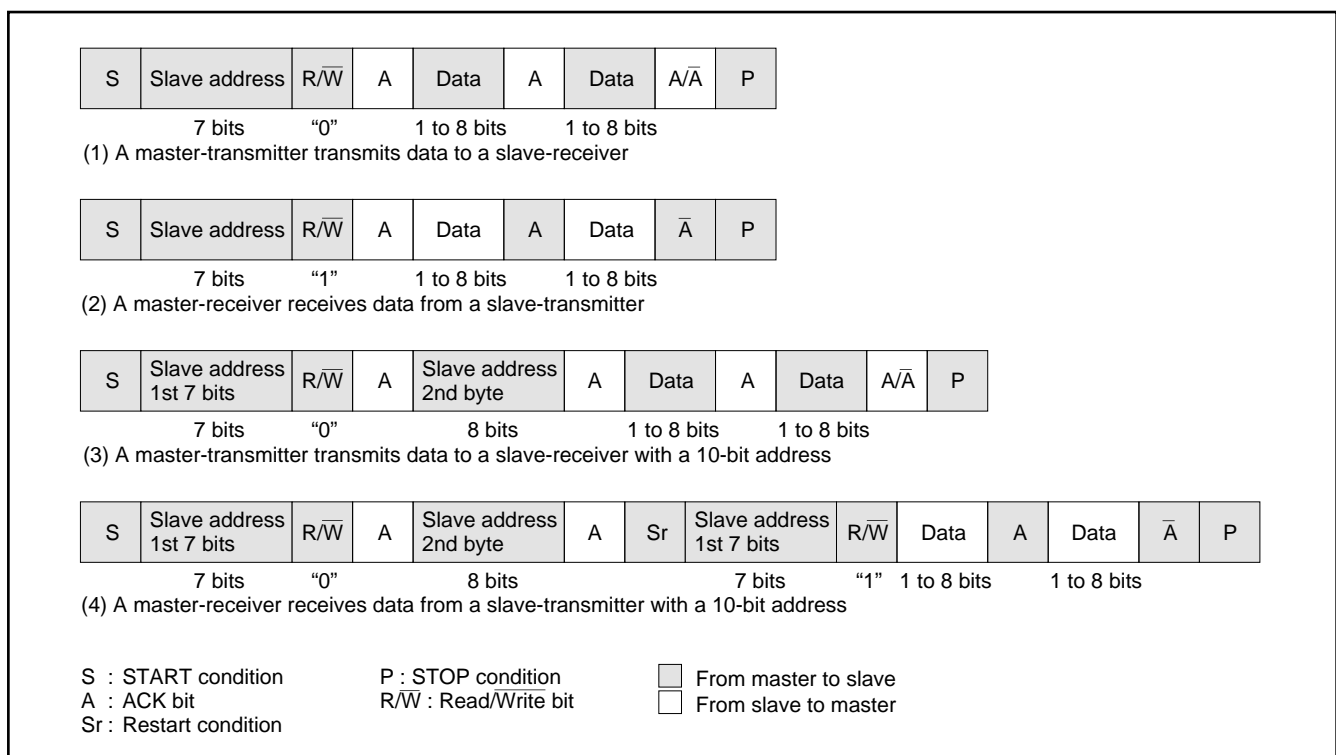 S Slave address R/W̅ A Data A Data A/A̅ P
7 bits “0” 1 to 8 bits 1 to 8 bits
(1) A master-transmitter transmits data to a slave-receiver
S Slave address R/W̅ A Data A Data A̅ P
7 bits “1” 1 to 8 bits 1 to 8 bits
(2) A master-receiver receives data from a slave-transmitter
S Slave address 1st 7 bits R/W̅ A Slave address 2nd byte A Data A Data A/A̅ P
7 bits “0” 8 bits 1 to 8 bits 1 to 8 bits
(3) A master-transmitter transmits data to a slave-receiver with a 10-bit address
S Slave address 1st 7 bits R/W̅ A Slave address 2nd byte A Sr Slave address 1st 7 bits R/W̅ Data A Data A̅ P
7 bits “0” 8 bits 7 bits “1” 1 to 8 bits 1 to 8 bits
(4) A master-receiver receives data from a slave-transmitter with a 10-bit address
S : START condition
A : ACK bit
Sr : Restart condition
P : STOP condition
R/W̅ : Read/W̅r̅i̅t̅e̅ bit
From master to slave
From slave to master